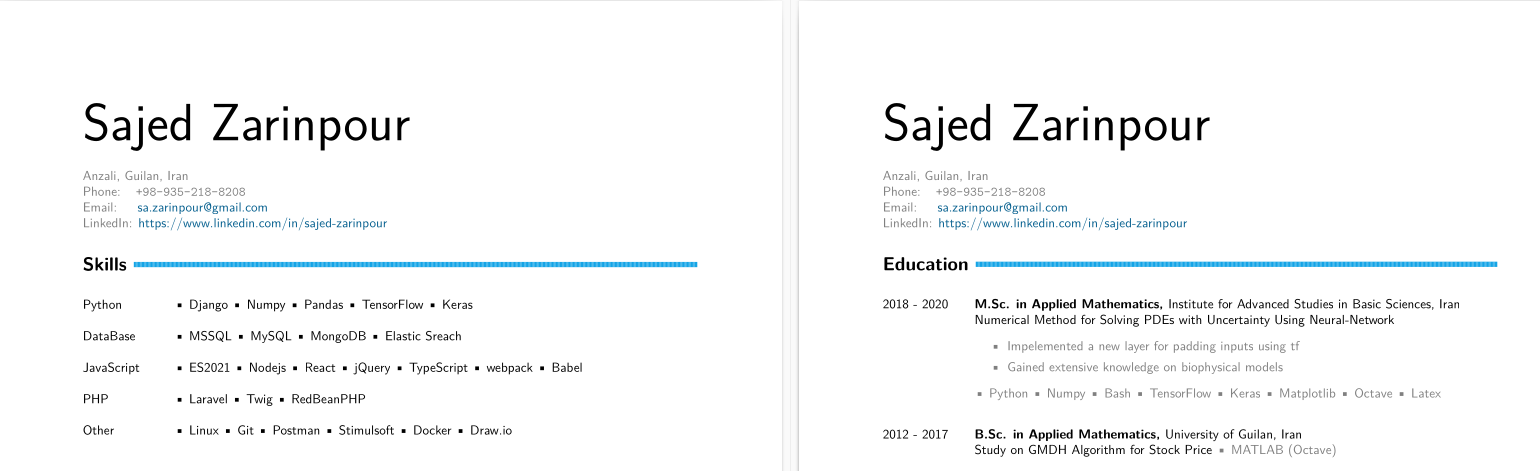 Sajed Zarinpour
Anzali, Guilan, Iran
Phone: +98-935-218-8208
Email: sa.zarinpour@gmail.com
LinkedIn: https://www.linkedin.com/in/sajed-zarinpour
Skills
Python ▪ Django ▪ Numpy ▪ Pandas ▪ TensorFlow ▪ Keras
DataBase ▪ MSSQL ▪ MySQL ▪ MongoDB ▪ Elastic Sreach
JavaScript ▪ ES2021 ▪ Nodejs ▪ React ▪ jQuery ▪ TypeScript ▪ webpack ▪ Babel
PHP ▪ Laravel ▪ Twig ▪ RedBeanPHP
Other ▪ Linux ▪ Git ▪ Postman ▪ Stimulsoft ▪ Docker ▪ Draw.io
Sajed Zarinpour
Anzali, Guilan, Iran
Phone: +98-935-218-8208
Email: sa.zarinpour@gmail.com
LinkedIn: https://www.linkedin.com/in/sajed-zarinpour
Education
2018 - 2020 M.Sc. in Applied Mathematics, Institute for Advanced Studies in Basic Sciences, Iran
Numerical Method for Solving PDEs with Uncertainty Using Neural-Network
▪ Impelemented a new layer for padding inputs using tf
▪ Gained extensive knowledge on biophysical models
▪ Python ▪ Numpy ▪ Bash ▪ TensorFlow ▪ Keras ▪ Matplotlib ▪ Octave ▪ Latex
2012 - 2017 B.Sc. in Applied Mathematics, University of Guilan, Iran
Study on GMDH Algorithm for Stock Price ▪ MATLAB (Octave)